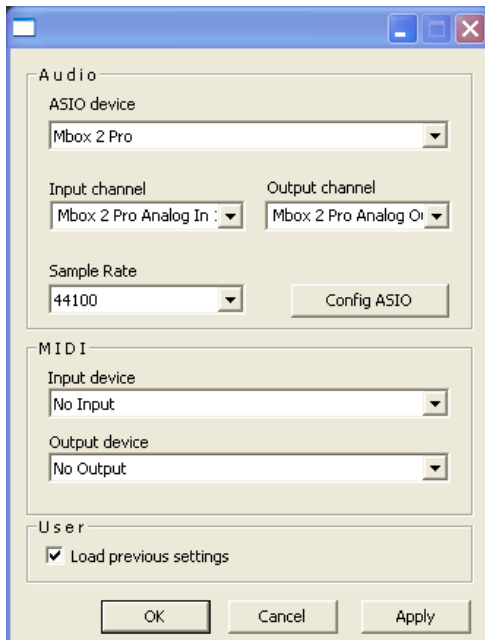 Audio
ASIO device
Mbox 2 Pro
Input channel Output channel
Mbox 2 Pro Analog In Mbox 2 Pro Analog
Sample Rate
44100 Config ASIO
MIDI
Input device
No Input
Output device
No Output
User
Load previous settings
OK Cancel Apply